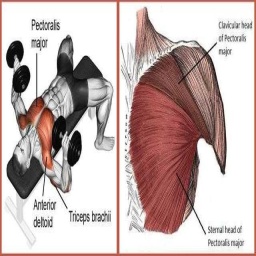 Pectoralis
major
Anterior
deltoid
Triceps brachii
Clavicular head
of Pectoralis
major
Sternal head of
Pectoralis major